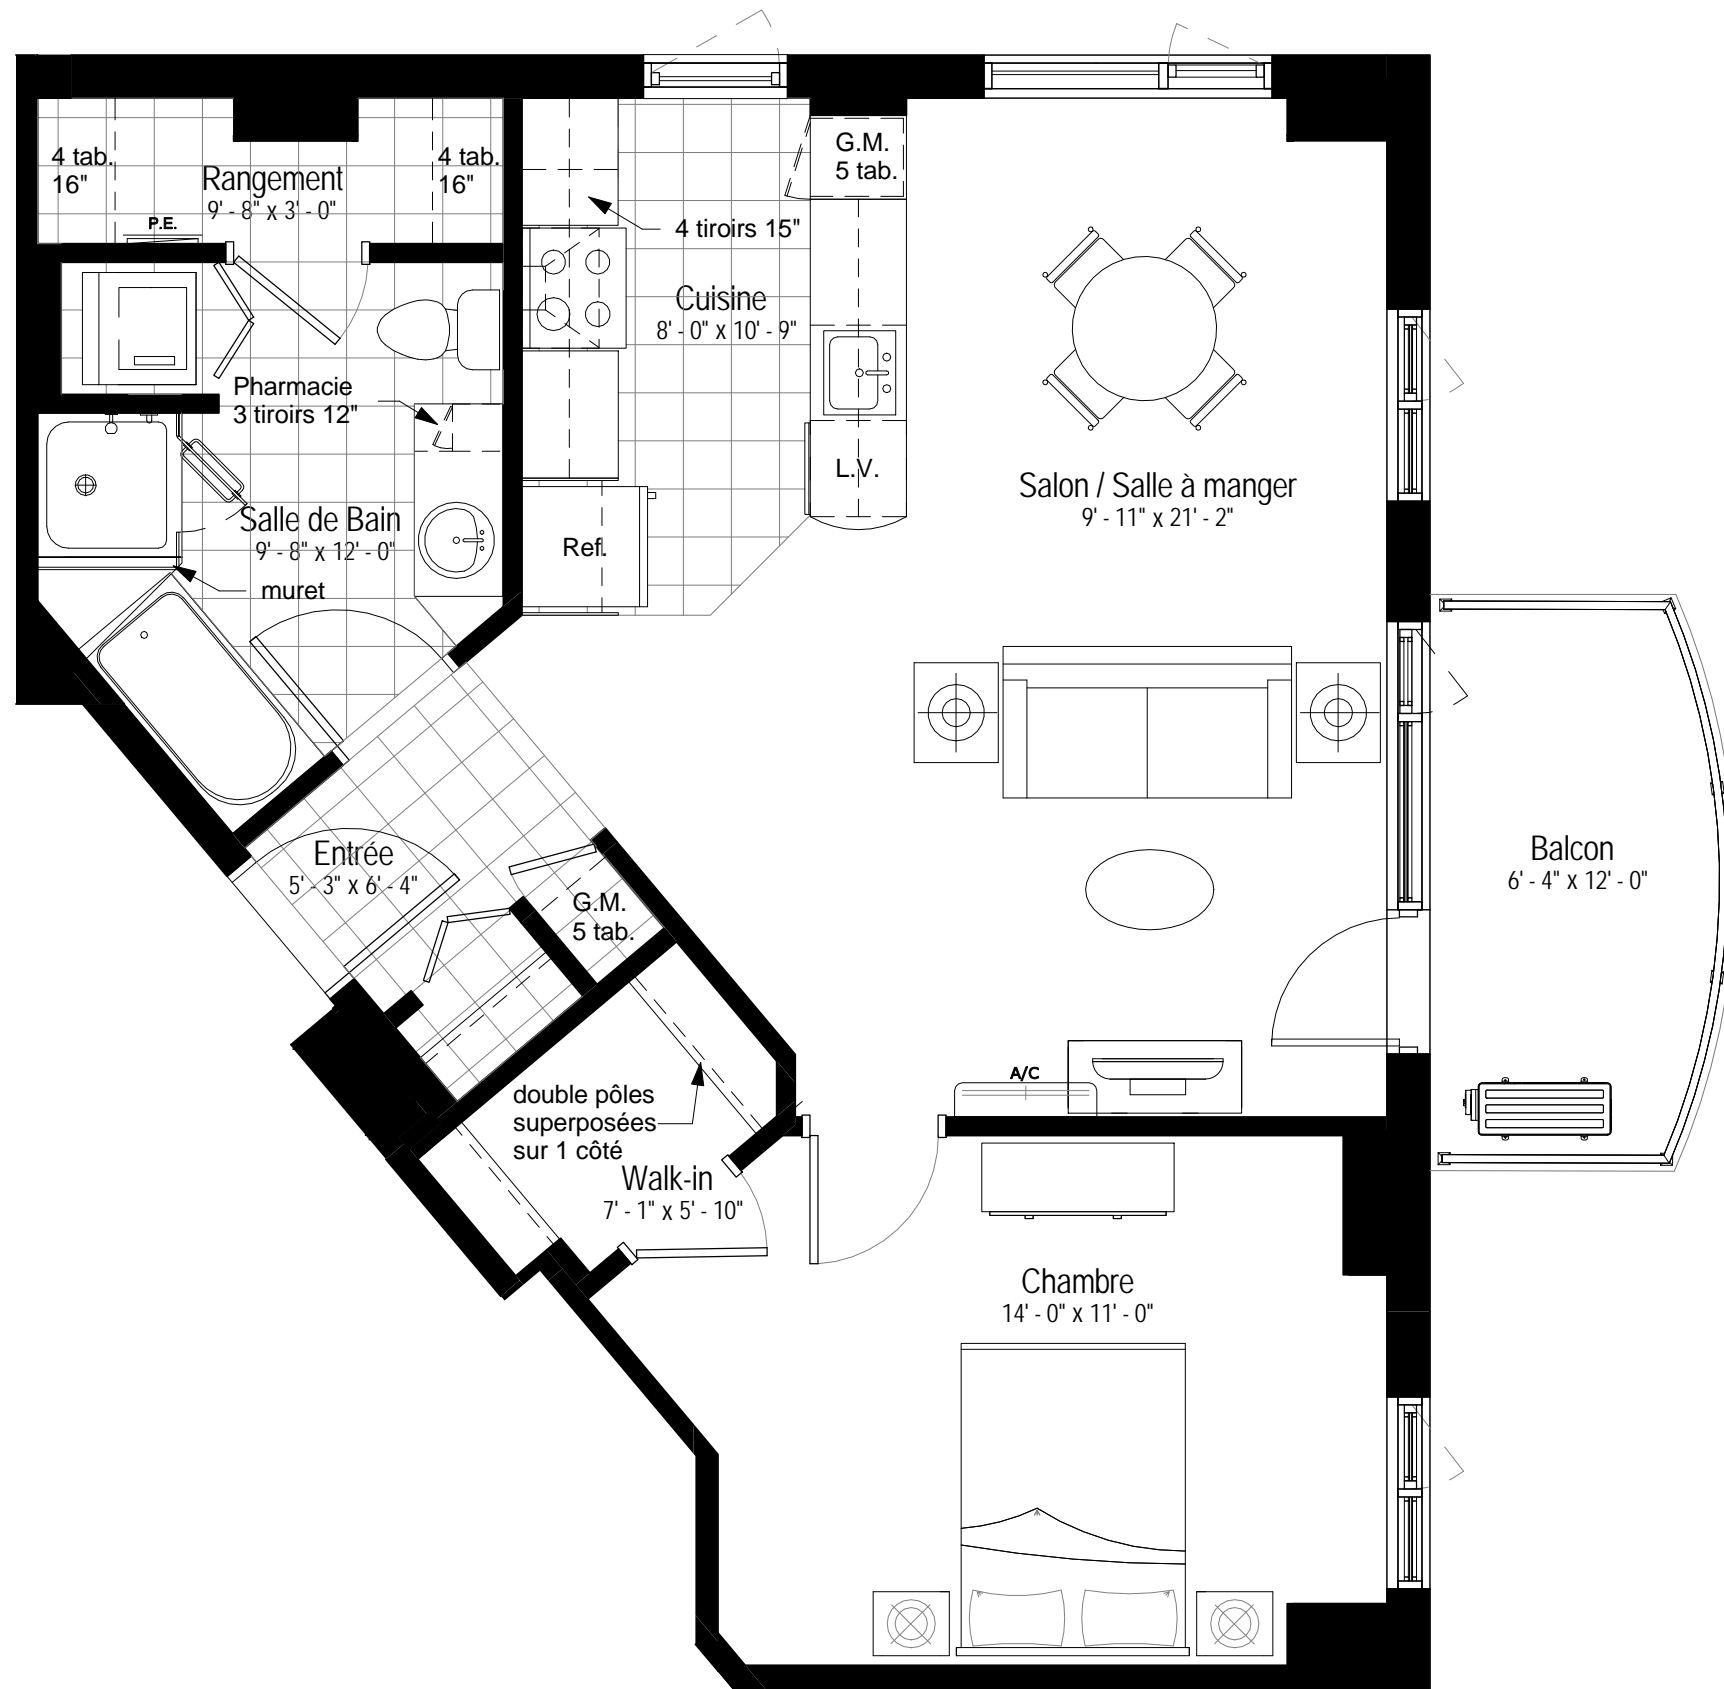 4 tab.
16"
Rangement
9' - 8" x 3' - 0"
4 tab.
16"
P.E.
G.M.
5 tab.
4 tiroirs 15"
Cuisine
8' - 0" x 10' - 9"
Pharmacie
3 tiroirs 12"
L.V.
Salon / Salle à manger
9' - 11" x 21' - 2"
Salle de Bain
9' - 8" x 12' - 0"
Ref.
muret
Entrée
5' - 3" x 6' - 4"
Balcon
6' - 4" x 12' - 0"
G.M.
5 tab.
A/C
double pôles
superposées
sur 1 côté
Walk-in
7' - 1" x 5' - 10"
Chambre
14' - 0" x 11' - 0"